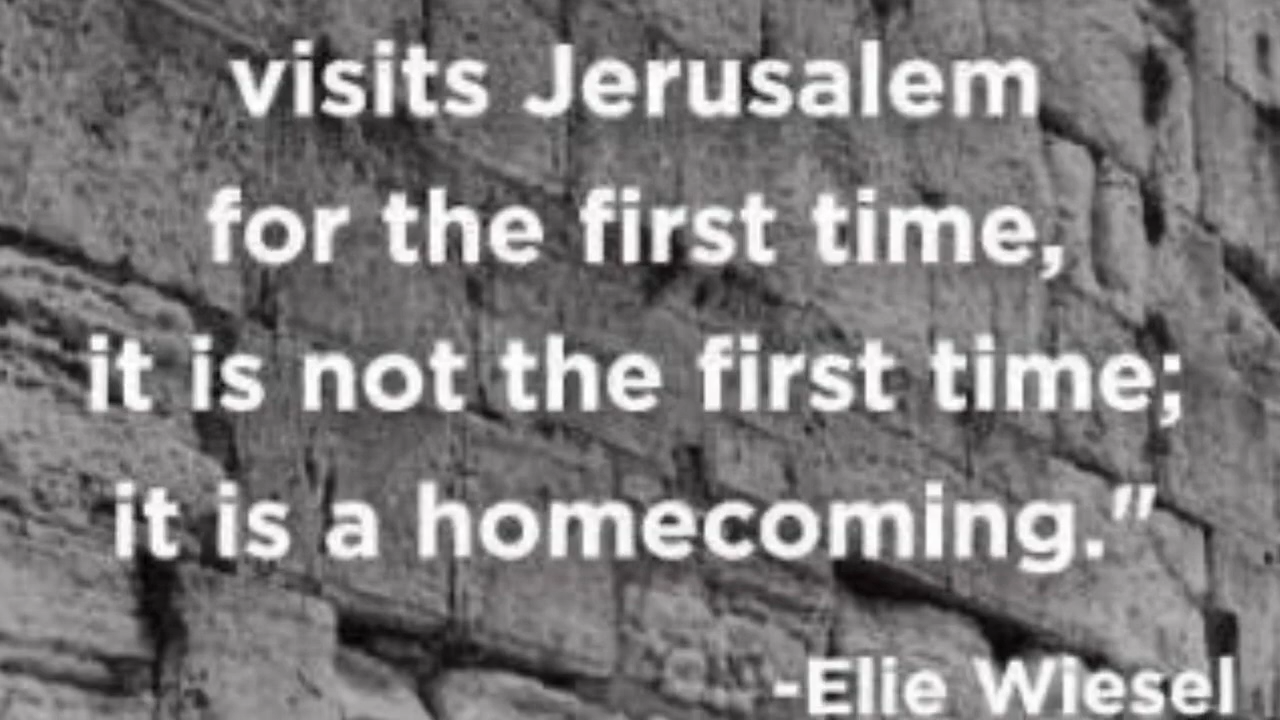 visits Jerusalem
for the first time,
it is not the first time;
it is a homecoming."
-Elie Wiesel